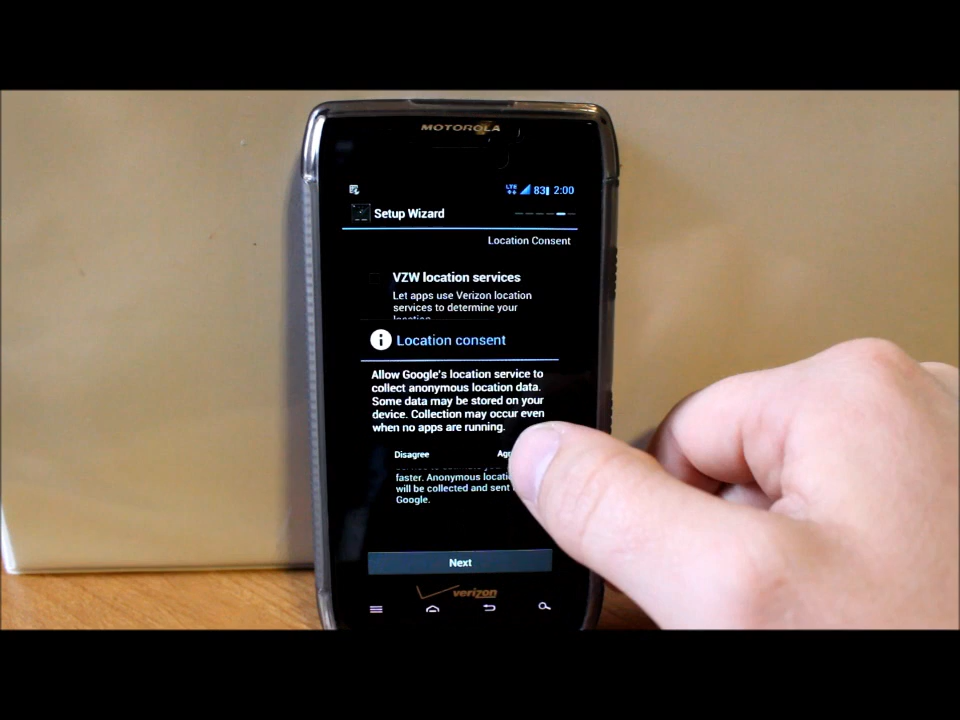 MOTOROLA
LTE 83 2:00
Setup Wizard
Location Consent
VZW location services
Let apps use Verizon location
services to determine your
location
Location consent
Allow Google's location service to
collect anonymous location data.
Some data may be stored on your
device. Collection may occur even
when no apps are running.
Disagree
faster. Anonymous
will be collected and sent
Google.
Next
verizon